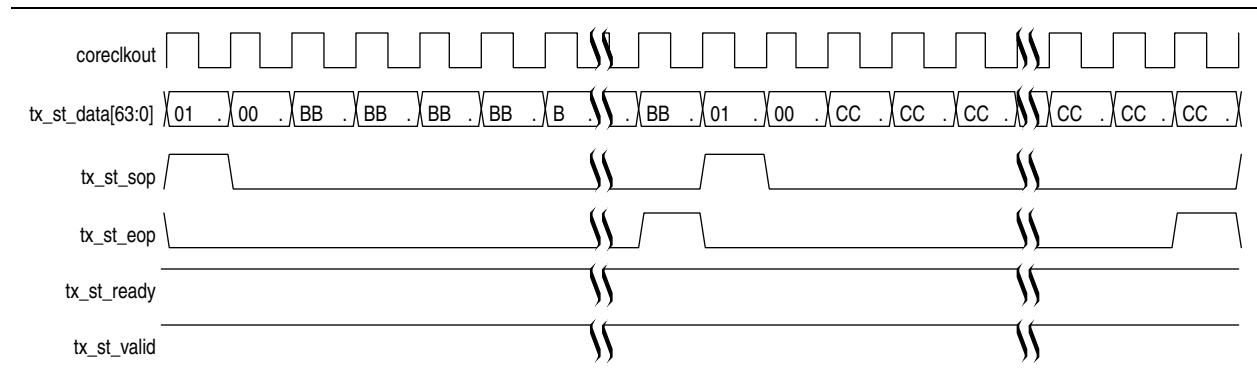 coreclkout
tx_st_data[63:0] 01 . 00 . BB . BB . BB . BB . B . . BB . 01 . 00 . CC . CC . CC . . CC . CC . CC .
tx_st_sop
tx_st_eop
tx_st_ready
tx_st_valid